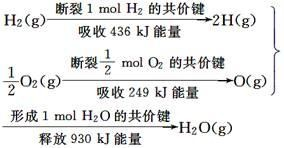 断裂 1 mol H₂ 的共价键
H₂(g) ⟶ 2H(g)
吸收 436 kJ 能量
断裂 1/2 mol O₂ 的共价键
1/2 O₂(g) ⟶ O(g)
吸收 249 kJ 能量
形成 1 mol H₂O 的共价键
⟶ H₂O(g)
释放 930 kJ 能量